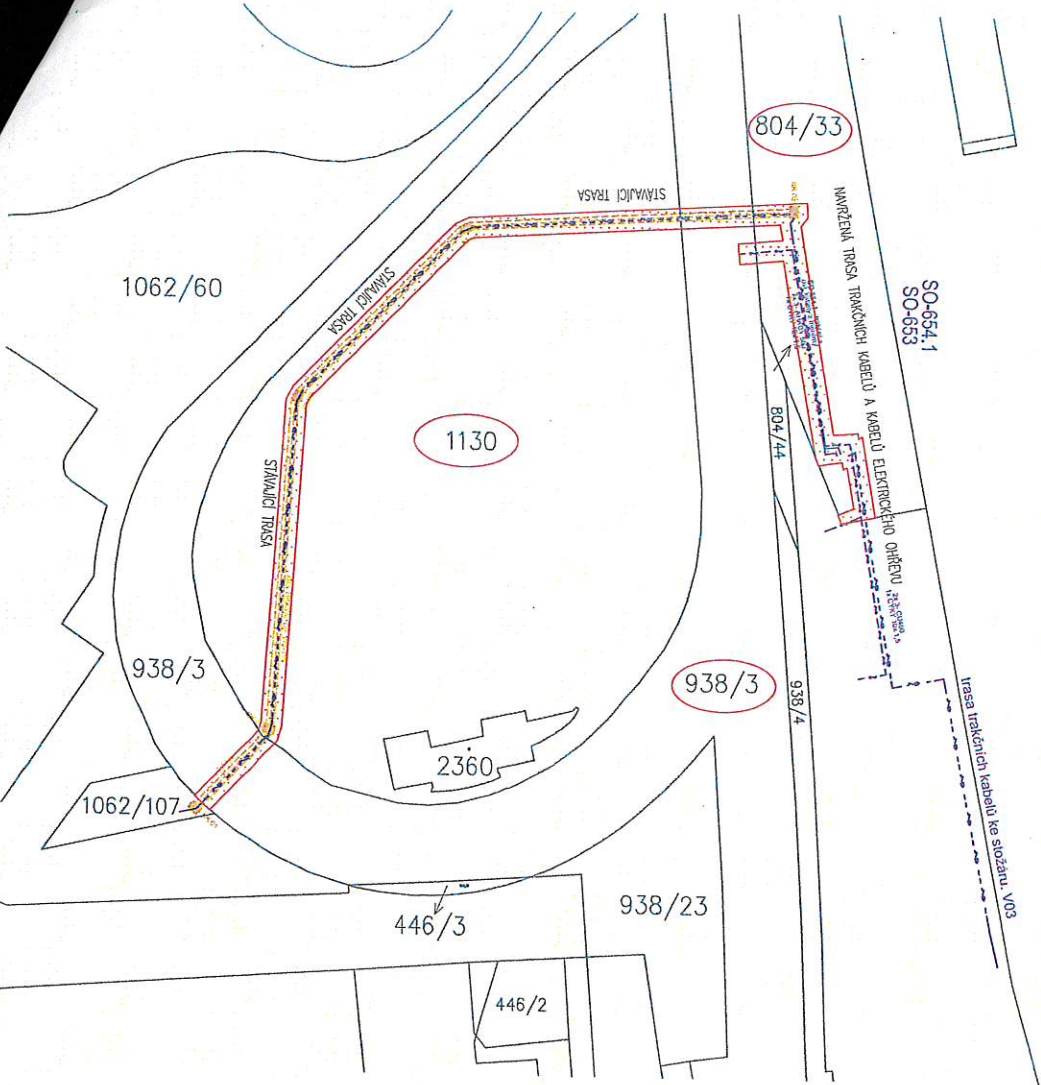 804/33
SO-654.1
SO-653
NAVRŽENÁ TRASA TRAKČNÍCH KABELŮ A KABELŮ ELEKTRICKÉHO OHŘEVU
STÁVAJÍCÍ TRASA
STÁVAJÍCÍ TRASA
1062/60
1130
804/44
STÁVAJÍCÍ TRASA
938/3
938/3
938/4
trasa trakčních kabelů ke stožáru. V03
2360
1062/107
446/3
938/23
446/2